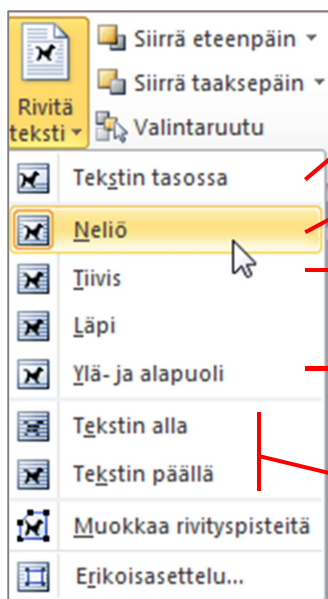 Siirrä eteenpäin
Siirrä taaksepäin
Valintaruutu
Rivitä
teksti
Tekstin tasossa
Neliö
Tiivis
Läpi
Ylä- ja alapuoli
Tekstin alla
Tekstin päällä
Muokkaa rivityspisteitä
Erikoisasettelu...